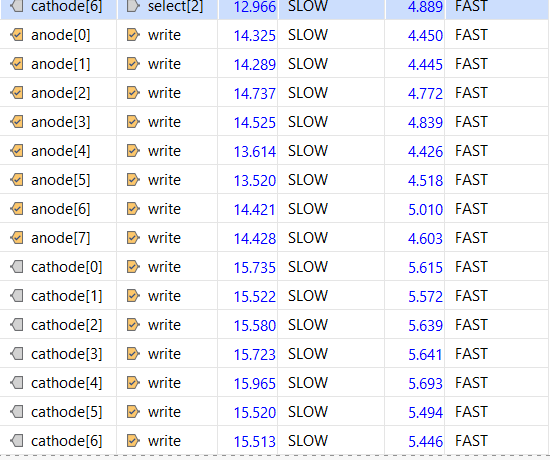 cathode[6] select[2] 12.966 SLOW 4.889 FAST
anode[0] write 14.325 SLOW 4.450 FAST
anode[1] write 14.289 SLOW 4.445 FAST
anode[2] write 14.737 SLOW 4.772 FAST
anode[3] write 14.525 SLOW 4.839 FAST
anode[4] write 13.614 SLOW 4.426 FAST
anode[5] write 13.520 SLOW 4.518 FAST
anode[6] write 14.421 SLOW 5.010 FAST
anode[7] write 14.428 SLOW 4.603 FAST
cathode[0] write 15.735 SLOW 5.615 FAST
cathode[1] write 15.522 SLOW 5.572 FAST
cathode[2] write 15.580 SLOW 5.639 FAST
cathode[3] write 15.723 SLOW 5.641 FAST
cathode[4] write 15.965 SLOW 5.693 FAST
cathode[5] write 15.520 SLOW 5.494 FAST
cathode[6] write 15.513 SLOW 5.446 FAST